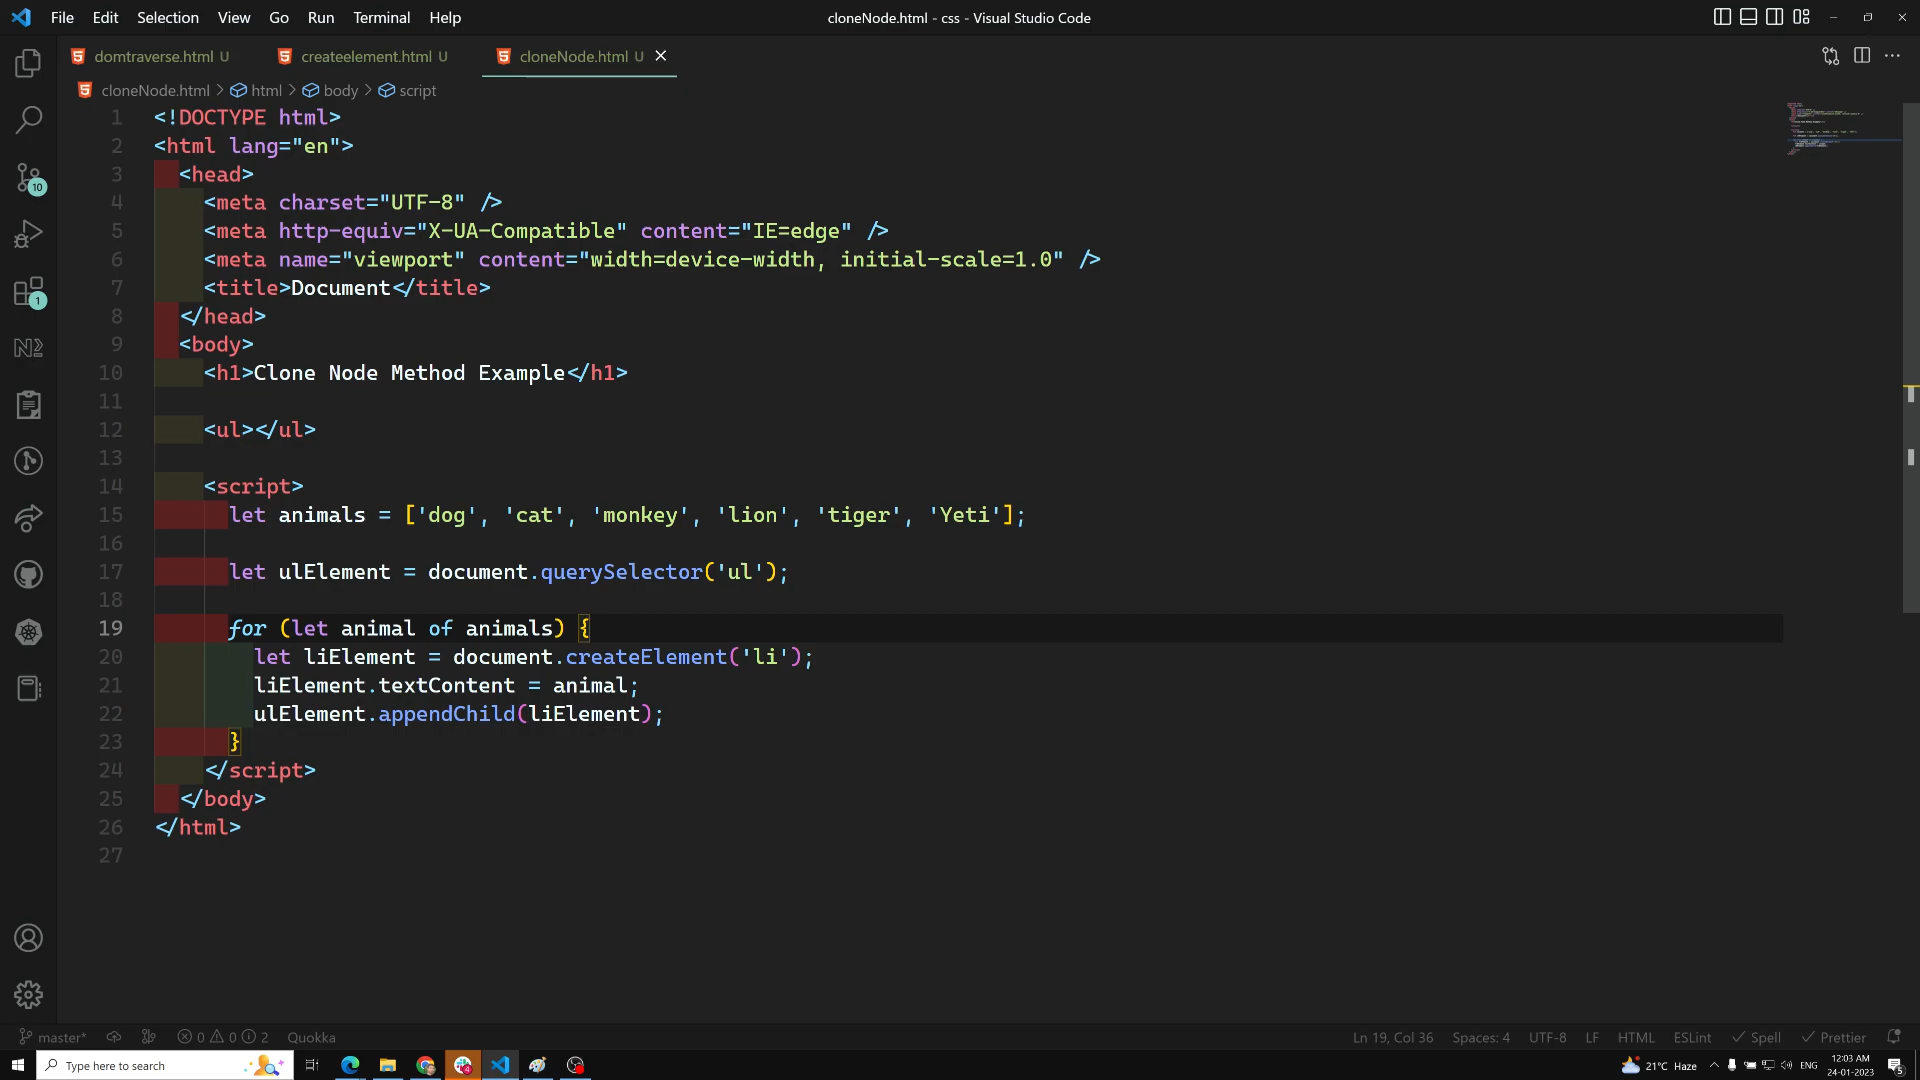 File Edit Selection View Go Run Terminal Help
cloneNode.html - css - Visual Studio Code
domtraverse.html U
createelement.html U
cloneNode.html U
cloneNode.html > html > body > script
1 <!DOCTYPE html>
2 <html lang="en">
3 <head>
4 <meta charset="UTF-8" />
5 <meta http-equiv="X-UA-Compatible" content="IE=edge" />
6 <meta name="viewport" content="width=device-width, initial-scale=1.0" />
7 <title>Document</title>
8 </head>
9 <body>
10 <h1>Clone Node Method Example</h1>
11
12 <ul></ul>
13
14 <script>
15 let animals = ['dog', 'cat', 'monkey', 'lion', 'tiger', 'Yeti'];
16
17 let ulElement = document.querySelector('ul');
18
19 for (let animal of animals) {
20 let liElement = document.createElement('li');
21 liElement.textContent = animal;
22 ulElement.appendChild(liElement);
23 }
24 </script>
25 </body>
26 </html>
27
10
1
master* 0 0 2 Quokka
Ln 19, Col 36 Spaces: 4 UTF-8 LF HTML ESLint Spell Prettier
Type here to search
4
21°C Haze
ENG
12:03 AM
24-01-2023
5